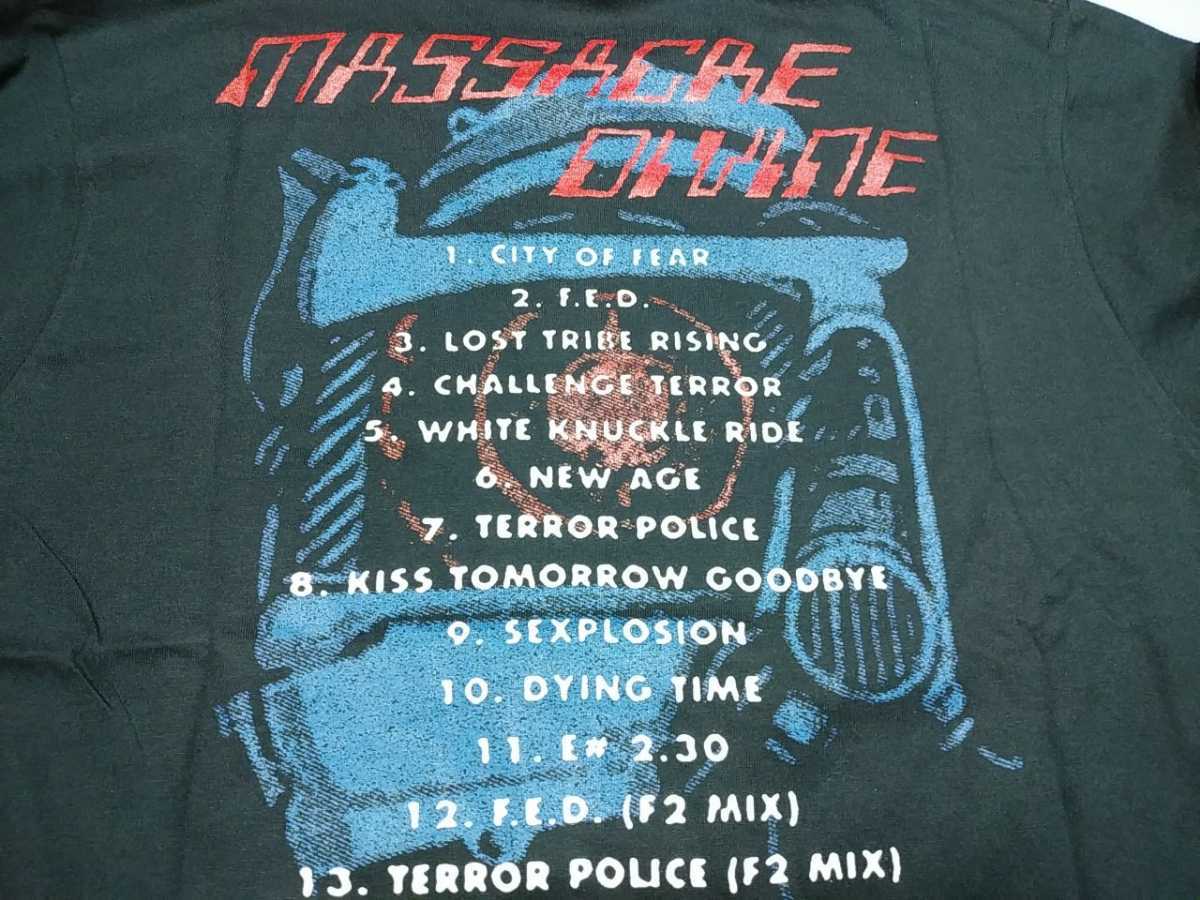 MASSACRE
DIVINE
1. CITY OF FEAR
2. F.E.D.
3. LOST TRIBE RISING
4. CHALLENGE TERROR
5. WHITE KNUCKLE RIDE
6. NEW AGE
7. TERROR POLICE
8. KISS TOMORROW GOODBYE
9. SEXPLOSION
10. DYING TIME
11. E# 2.30
12. F.E.D. (F2 MIX)
13. TERROR POLICE (F2 MIX)